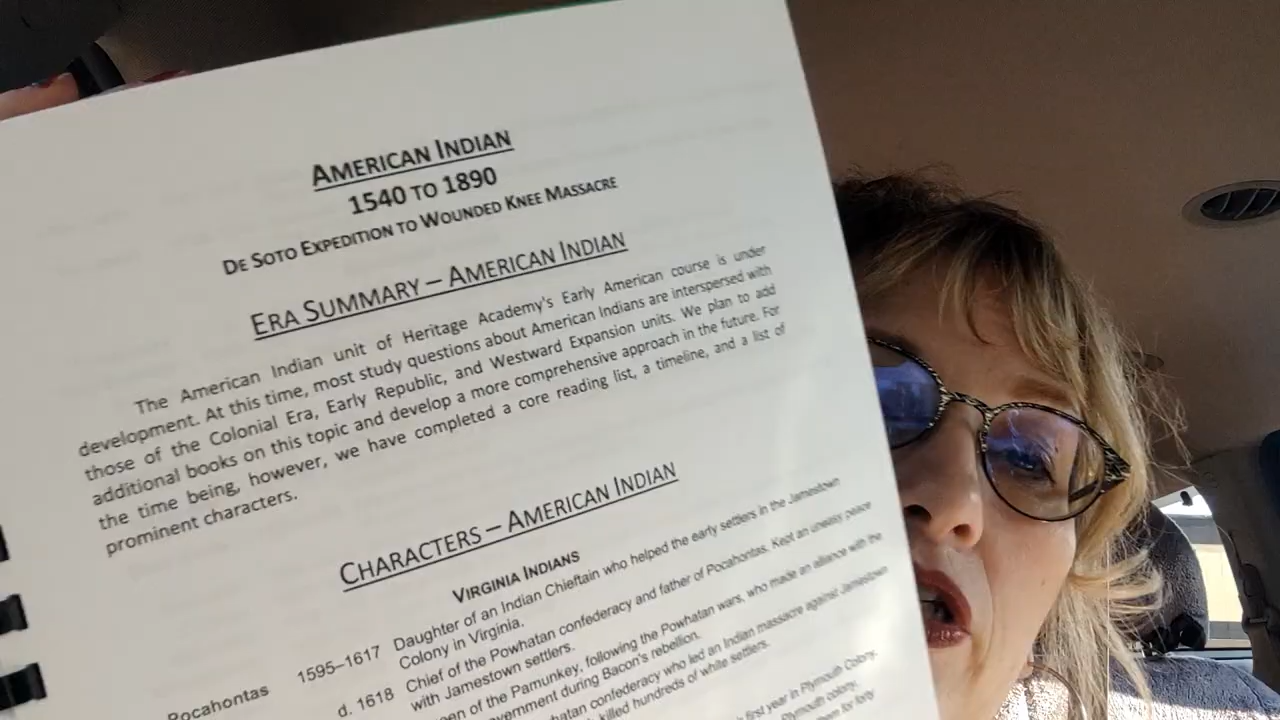 AMERICAN INDIAN
1540 TO 1890
DE SOTO EXPEDITION TO WOUNDED KNEE MASSACRE
ERA SUMMARY – AMERICAN INDIAN
The American Indian unit of Heritage Academy's Early American course is under
development. At this time, most study questions about American Indians are interspersed with
those of the Colonial Era, Early Republic, and Westward Expansion units. We plan to add
additional books on this topic and develop a more comprehensive approach in the future. For
the time being, however, we have completed a core reading list, a timeline, and a list of
prominent characters.
CHARACTERS – AMERICAN INDIAN
VIRGINIA INDIANS
Pocahontas 1595–1617 Daughter of an Indian Chieftain who helped the early settlers in the Jamestown
Colony in Virginia.
d. 1618 Chief of the Powhatan confederacy and father of Pocahontas. Kept an uneasy peace
with Jamestown settlers.
of the Pamunkey, following the Powhatan wars, who made an alliance with the
during Bacon's rebellion.
confederacy who led an Indian massacre against Jamestown
killed hundreds of white settlers.
first year in Plymouth Colony.
Plymouth colony.